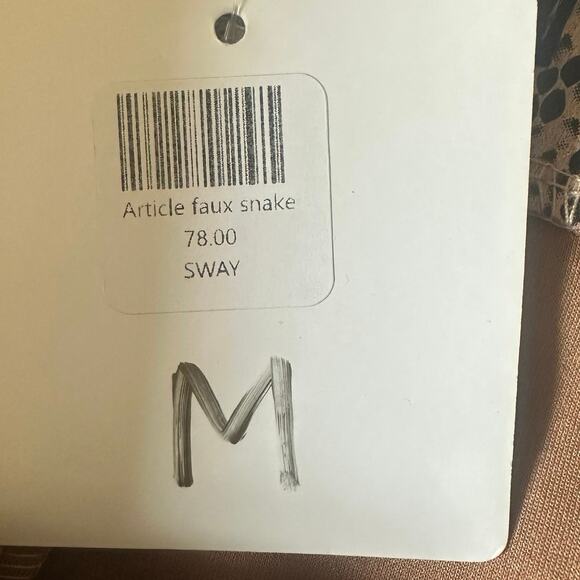 Article faux snake
78.00
SWAY
M